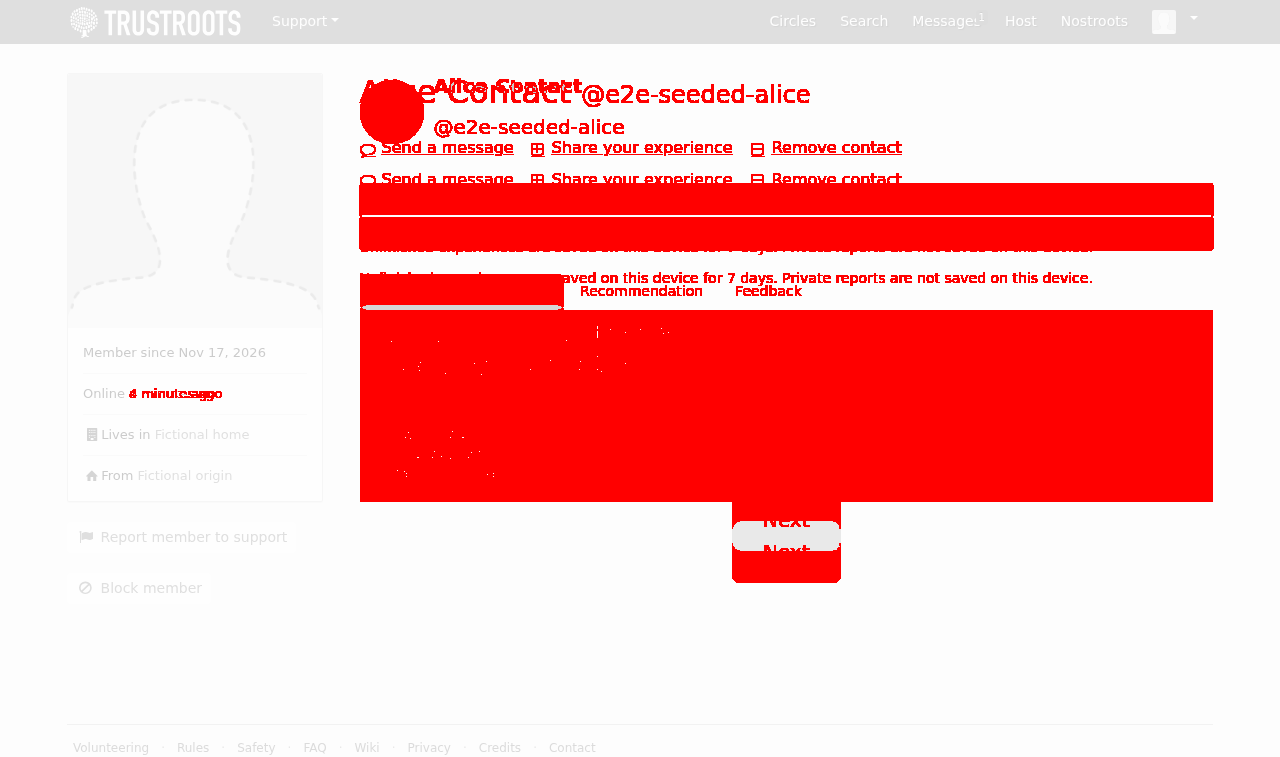 TRUSTROOTS Support Circles Search Messages 1 Host Nostroots
Alice Contact @e2e-seeded-alice
Alice Contact
@e2e-seeded-alice
Send a message Share your experience Remove contact
Send a message Share your experience Remove contact
saved on this device for 7 days. Private reports are not saved on this device.
Recommendation Feedback
Member since Nov 17, 2026
Online minutes ago
Lives in Fictional home
From Fictional origin
Next
Next
Report member to support
Block member
Volunteering · Rules · Safety · FAQ · Wiki · Privacy · Credits · Contact